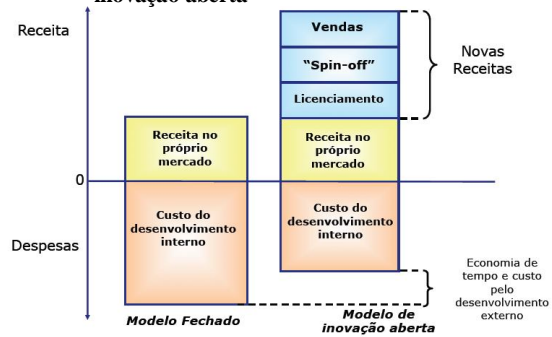 inovação aberta
Receita
Vendas
"Spin-off"
Licenciamento
Novas
Receitas
Receita no
próprio
mercado
Receita no
próprio
mercado
0
Custo do
desenvolvimento
interno
Custo do
desenvolvimento
interno
Despesas
Economia de
tempo e custo
pelo
desenvolvimento
externo
Modelo Fechado
Modelo de
inovação aberta